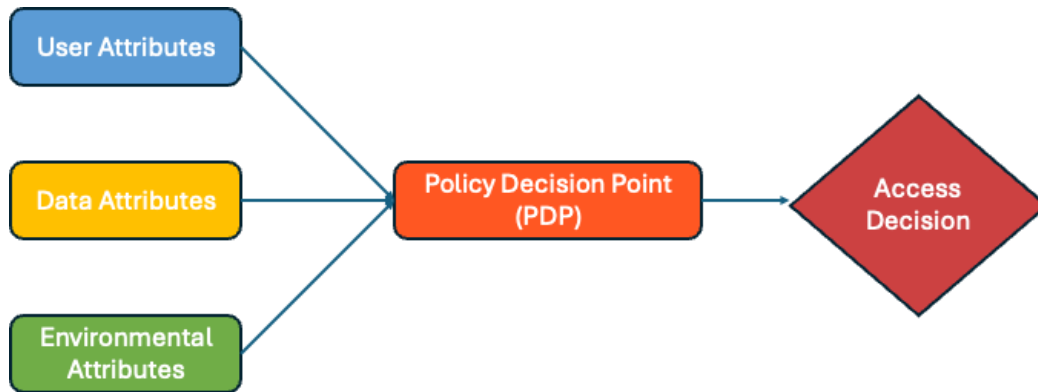 User Attributes
Data Attributes
Environmental
Attributes
Policy Decision Point
(PDP)
Access
Decision